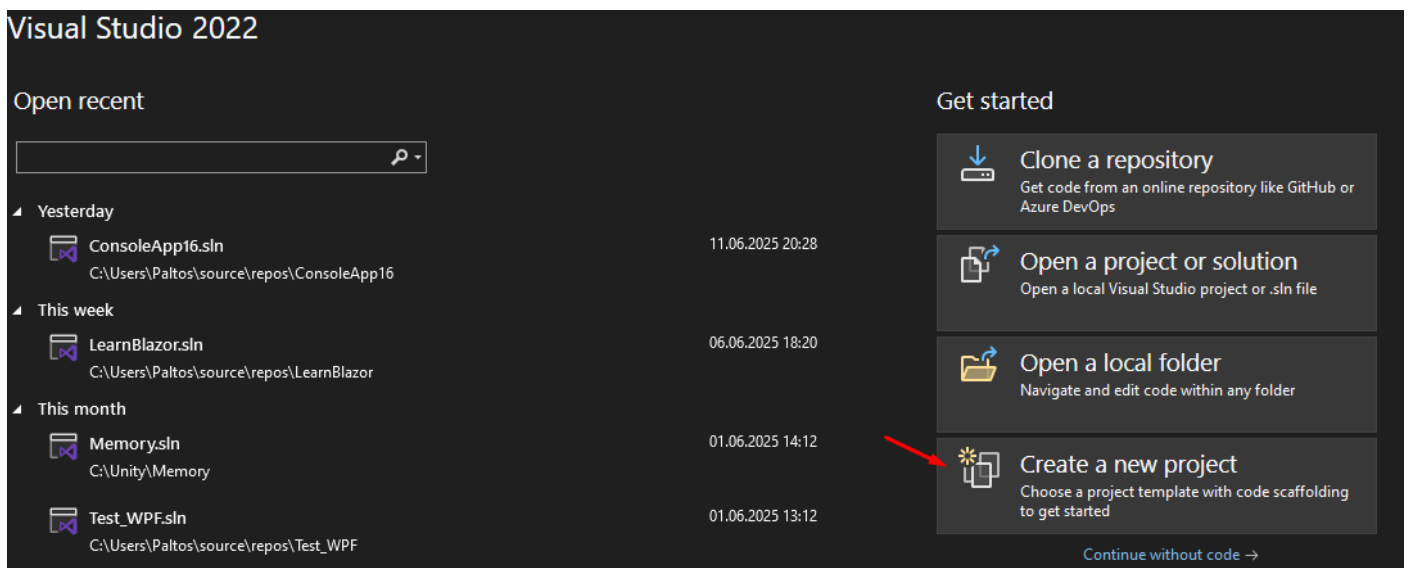 Visual Studio 2022
Open recent
Yesterday
ConsoleApp16.sln
11.06.2025 20:28
C:\Users\Paltos\source\repos\ConsoleApp16
This week
LearnBlazor.sln
06.06.2025 18:20
C:\Users\Paltos\source\repos\LearnBlazor
This month
Memory.sln
01.06.2025 14:12
C:\Unity\Memory
Test_WPF.sln
01.06.2025 13:12
C:\Users\Paltos\source\repos\Test_WPF
Get started
Clone a repository
Get code from an online repository like GitHub or
Azure DevOps
Open a project or solution
Open a local Visual Studio project or .sln file
Open a local folder
Navigate and edit code within any folder
Create a new project
Choose a project template with code scaffolding
to get started
Continue without code →